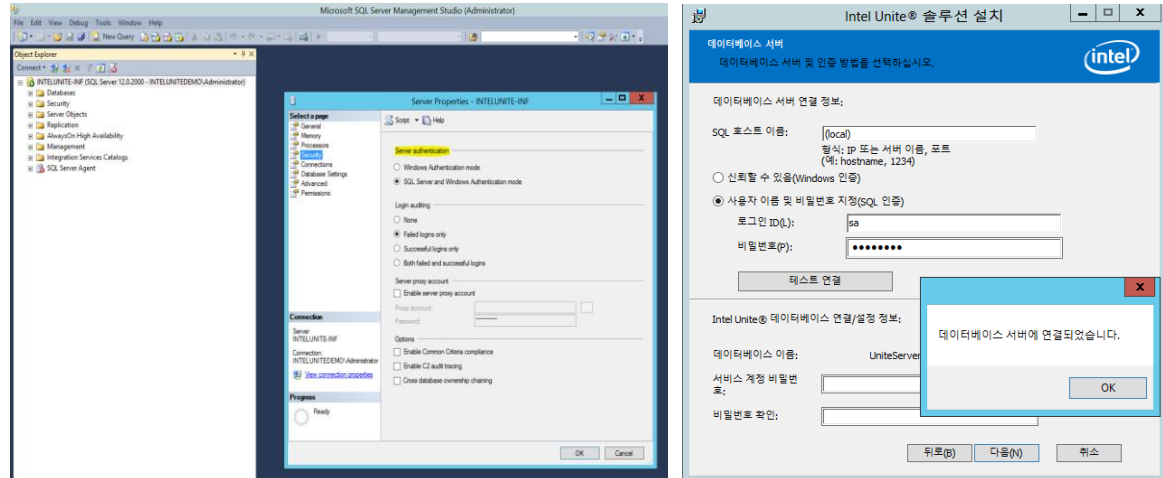 Microsoft SQL Server Management Studio (Administrator)
File Edit View Debug Tools Window Help
New Query
Object Explorer
Connect
INTELUNITE-INF (SQL Server 12.0.2000 - INTELUNITEDEMO\Administrator)
Databases
Security
Server Objects
Replication
AlwaysOn High Availability
Management
Integration Services Catalogs
SQL Server Agent
Server Properties - INTELUNITE-INF
Select a page
General
Memory
Processors
Security
Connections
Database Settings
Advanced
Permissions
Script Help
Server authentication
Windows Authentication mode
SQL Server and Windows Authentication mode
Login auditing
None
Failed logins only
Successful logins only
Both failed and successful logins
Server proxy account
Enable server proxy account
Proxy account:
Password:
Options
Enable Common Criteria compliance
Enable C2 audit tracing
Cross database ownership chaining
Connection
Server:
INTELUNITE-INF
Connection:
INTELUNITEDEMO\Administrator
View connection properties
Progress
Ready
OK Cancel
Intel Unite® 솔루션 설치
데이터베이스 서버
데이터베이스 서버 및 인증 방법을 선택하십시오.
intel
데이터베이스 서버 연결 정보:
SQL 호스트 이름: (local)
형식: IP 또는 서버 이름, 포트
(예: hostname, 1234)
신뢰할 수 있음(Windows 인증)
사용자 이름 및 비밀번호 지정(SQL 인증)
로그인 ID(L): sa
비밀번호(P): ●●●●●●●●
테스트 연결
Intel Unite® 데이터베이스 연결/설정 정보:
데이터베이스 이름: UniteServer
서비스 계정 비밀번
호:
비밀번호 확인:
데이터베이스 서버에 연결되었습니다.
OK
뒤로(B) 다음(N) 취소